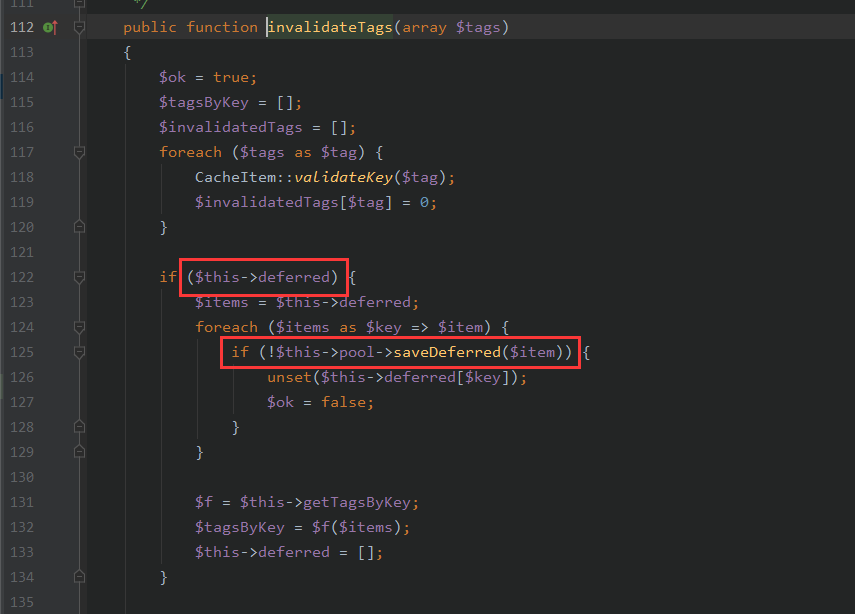 111 */
112 public function invalidateTags(array $tags)
113 {
114 $ok = true;
115 $tagsByKey = [];
116 $invalidatedTags = [];
117 foreach ($tags as $tag) {
118 CacheItem::validateKey($tag);
119 $invalidatedTags[$tag] = 0;
120 }
121
122 if ($this->deferred) {
123 $items = $this->deferred;
124 foreach ($items as $key => $item) {
125 if (!$this->pool->saveDeferred($item)) {
126 unset($this->deferred[$key]);
127 $ok = false;
128 }
129 }
130
131 $f = $this->getTagsByKey;
132 $tagsByKey = $f($items);
133 $this->deferred = [];
134 }
135